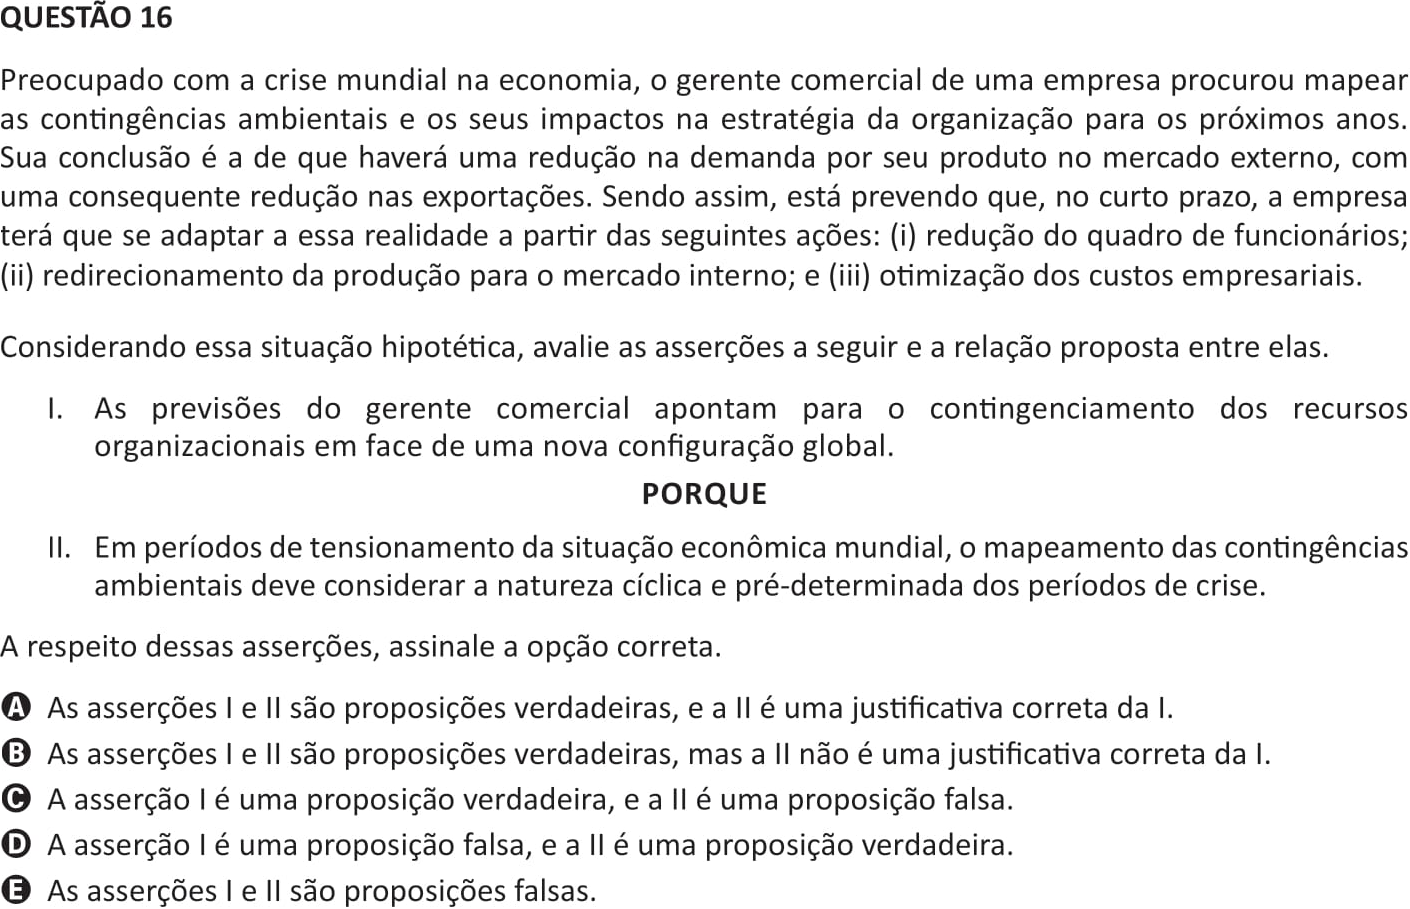 QUESTÃO 16
Preocupado com a crise mundial na economia, o gerente comercial de uma empresa procurou mapear
as contingências ambientais e os seus impactos na estratégia da organização para os próximos anos.
Sua conclusão é a de que haverá uma redução na demanda por seu produto no mercado externo, com
uma consequente redução nas exportações. Sendo assim, está prevendo que, no curto prazo, a empresa
terá que se adaptar a essa realidade a partir das seguintes ações: (i) redução do quadro de funcionários;
(ii) redirecionamento da produção para o mercado interno; e (iii) otimização dos custos empresariais.
Considerando essa situação hipotética, avalie as asserções a seguir e a relação proposta entre elas.
I. As previsões do gerente comercial apontam para o contingenciamento dos recursos
organizacionais em face de uma nova configuração global.
PORQUE
II. Em períodos de tensionamento da situação econômica mundial, o mapeamento das contingências
ambientais deve considerar a natureza cíclica e pré-determinada dos períodos de crise.
A respeito dessas asserções, assinale a opção correta.
A As asserções I e II são proposições verdadeiras, e a II é uma justificativa correta da I.
B As asserções I e II são proposições verdadeiras, mas a II não é uma justificativa correta da I.
C A asserção I é uma proposição verdadeira, e a II é uma proposição falsa.
D A asserção I é uma proposição falsa, e a II é uma proposição verdadeira.
E As asserções I e II são proposições falsas.